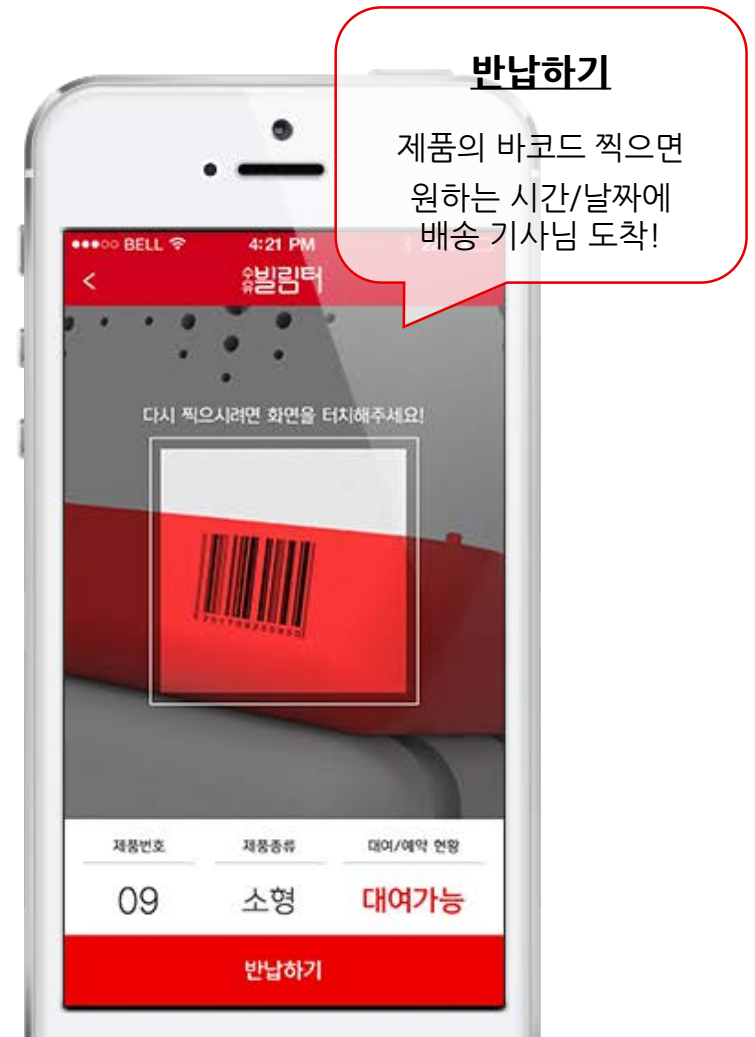 반납하기
제품의 바코드 찍으면
원하는 시간/날짜에
배송 기사님 도착!
BELL 4:21 PM
수유빌림터
다시 찍으시려면 화면을 터치해주세요!
제품번호 제품종류 대여/예약 현황
09 소형 대여가능
반납하기